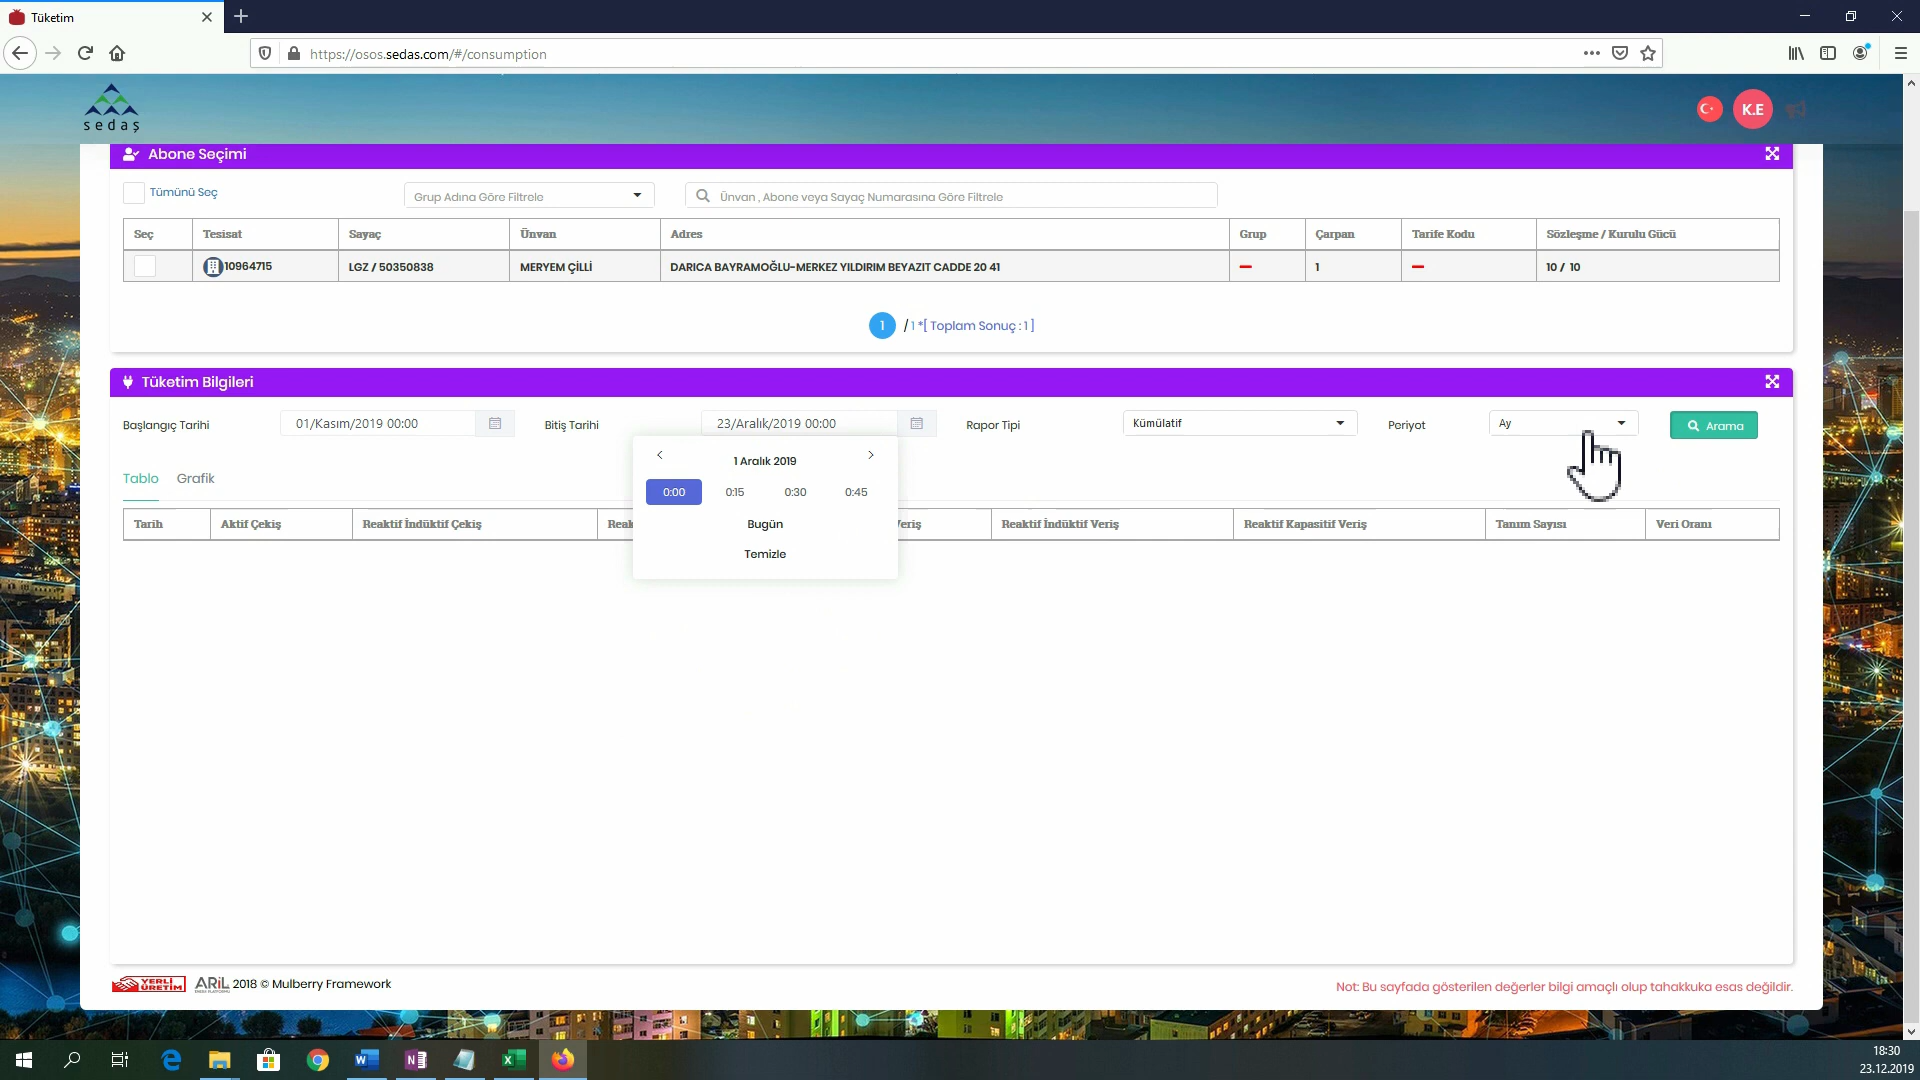 Tüketim
https://osos.sedas.com/#/consumption
sedaş
K.E
Abone Seçimi
Tümünü Seç
Grup Adına Göre Filtrele
Ünvan , Abone veya Sayaç Numarasına Göre Filtrele
Seç Tesisat Sayaç Ünvan Adres Grup Çarpan Tarife Kodu Sözleşme / Kurulu Gücü
10964715 LGZ / 50350838 MERYEM ÇİLLİ DARICA BAYRAMOĞLU-MERKEZ YILDIRIM BEYAZIT CADDE 20 41 1 10 / 10
1 / 1 *[ Toplam Sonuç : 1 ]
Tüketim Bilgileri
Başlangıç Tarihi 01/Kasım/2019 00:00 Bitiş Tarihi 23/Aralık/2019 00:00 Rapor Tipi Kümülatif Periyot Ay Arama
1 Aralık 2019
0:00 0:15 0:30 0:45
Bugün
Temizle
Tablo Grafik
Tarih Aktif Çekiş Reaktif İndüktif Çekiş Reak Veriş Reaktif İndüktif Veriş Reaktif Kapasitif Veriş Tanım Sayısı Veri Oranı
YERLİ ÜRETİM ARİL 2018 © Mulberry Framework
Not: Bu sayfada gösterilen değerler bilgi amaçlı olup tahakkuka esas değildir.
18:30
23.12.2019